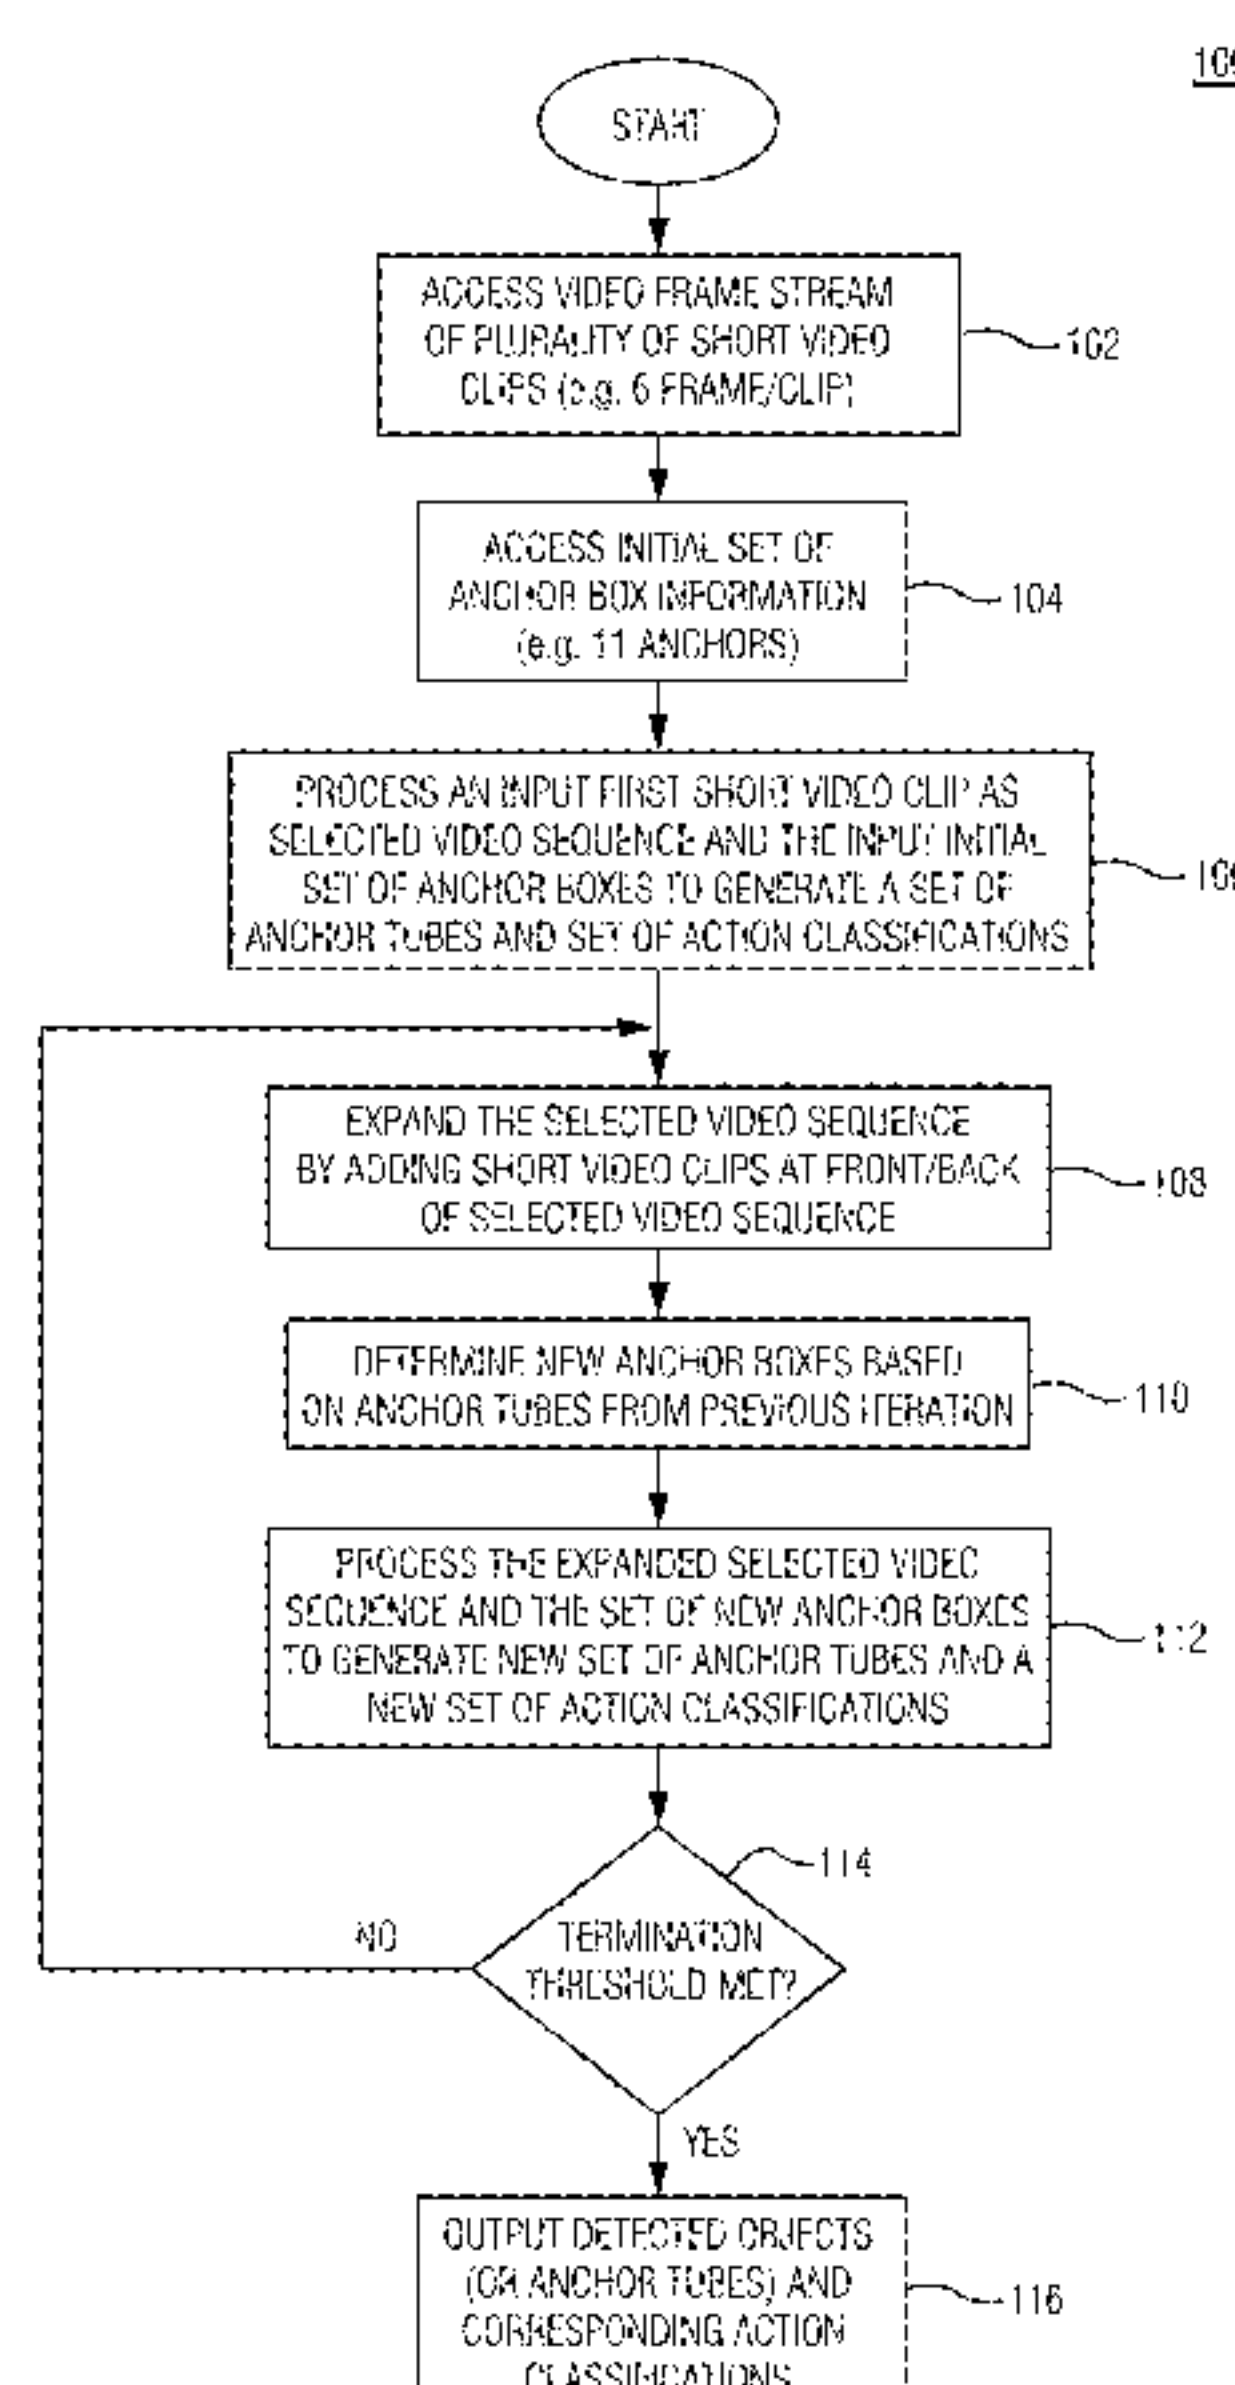 START
ACCESS VIDEO FRAME STREAM
OF PLURALITY OF SHORT VIDEO
CLIPS (e.g. 6 FRAME/CLIP)
102
ACCESS INITIAL SET OF
ANCHOR BOX INFORMATION
(e.g. 11 ANCHORS)
104
PROCESS AN INPUT FIRST SHORT VIDEO CLIP AS
SELECTED VIDEO SEQUENCE AND THE INPUT INITIAL
SET OF ANCHOR BOXES TO GENERATE A SET OF
ANCHOR TUBES AND SET OF ACTION CLASSIFICATIONS
EXPAND THE SELECTED VIDEO SEQUENCE
BY ADDING SHORT VIDEO CLIPS AT FRONT/BACK
OF SELECTED VIDEO SEQUENCE
108
DETERMINE NEW ANCHOR BOXES BASED
ON ANCHOR TUBES FROM PREVIOUS ITERATION
110
PROCESS THE EXPANDED SELECTED VIDEO
SEQUENCE AND THE SET OF NEW ANCHOR BOXES
TO GENERATE NEW SET OF ANCHOR TUBES AND A
NEW SET OF ACTION CLASSIFICATIONS
112
114
NO
TERMINATION
THRESHOLD MET?
YES
OUTPUT DETECTED OBJECTS
(OR ANCHOR TUBES) AND
CORRESPONDING ACTION
CLASSIFICATIONS
116